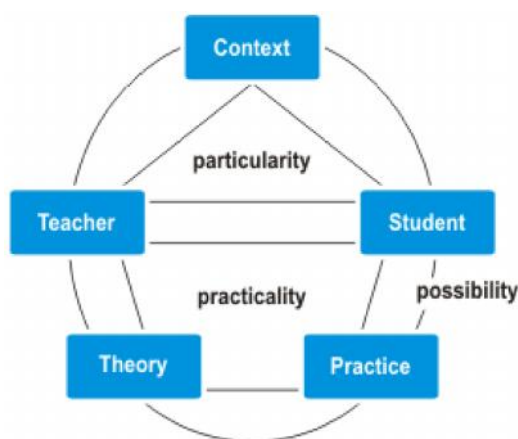 Context
particularity
Teacher
Student
practicality
possibility
Theory
Practice